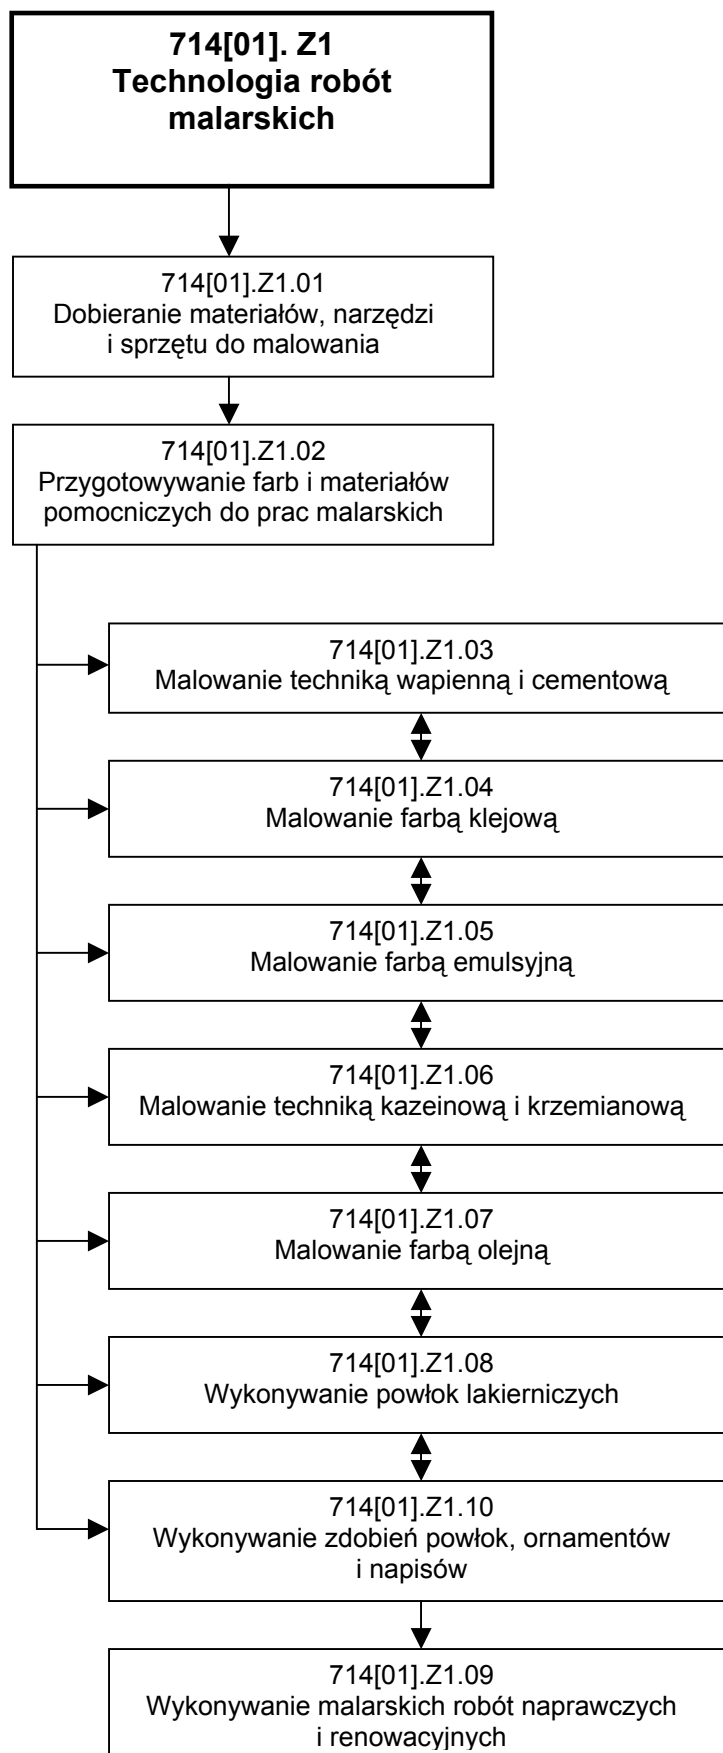 714[01]. Z1
Technologia robót
malarskich
714[01].Z1.01
Dobieranie materiałów, narzędzi
i sprzętu do malowania
714[01].Z1.02
Przygotowywanie farb i materiałów
pomocniczych do prac malarskich
714[01].Z1.03
Malowanie techniką wapienną i cementową
714[01].Z1.04
Malowanie farbą klejową
714[01].Z1.05
Malowanie farbą emulsyjną
714[01].Z1.06
Malowanie techniką kazeinową i krzemianową
714[01].Z1.07
Malowanie farbą olejną
714[01].Z1.08
Wykonywanie powłok lakierniczych
714[01].Z1.10
Wykonywanie zdobień powłok, ornamentów
i napisów
714[01].Z1.09
Wykonywanie malarskich robót naprawczych
i renowacyjnych